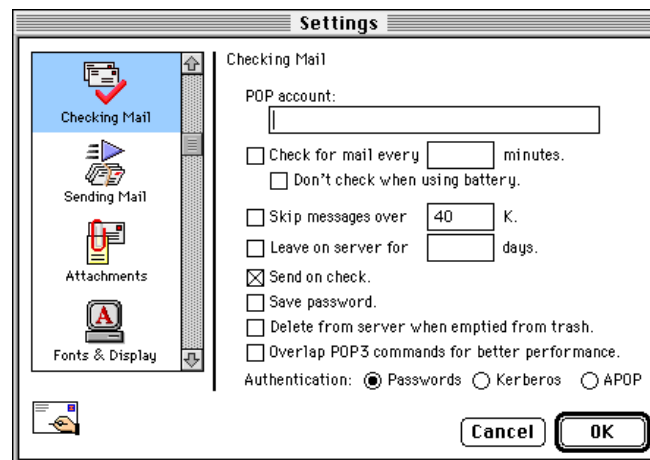 Settings
Checking Mail
Sending Mail
Attachments
A
Fonts & Display
Checking Mail
POP account:
Check for mail every minutes.
Don't check when using battery.
Skip messages over 40 K.
Leave on server for days.
Send on check.
Save password.
Delete from server when emptied from trash.
Overlap POP3 commands for better performance.
Authentication: Passwords Kerberos APOP
Cancel OK